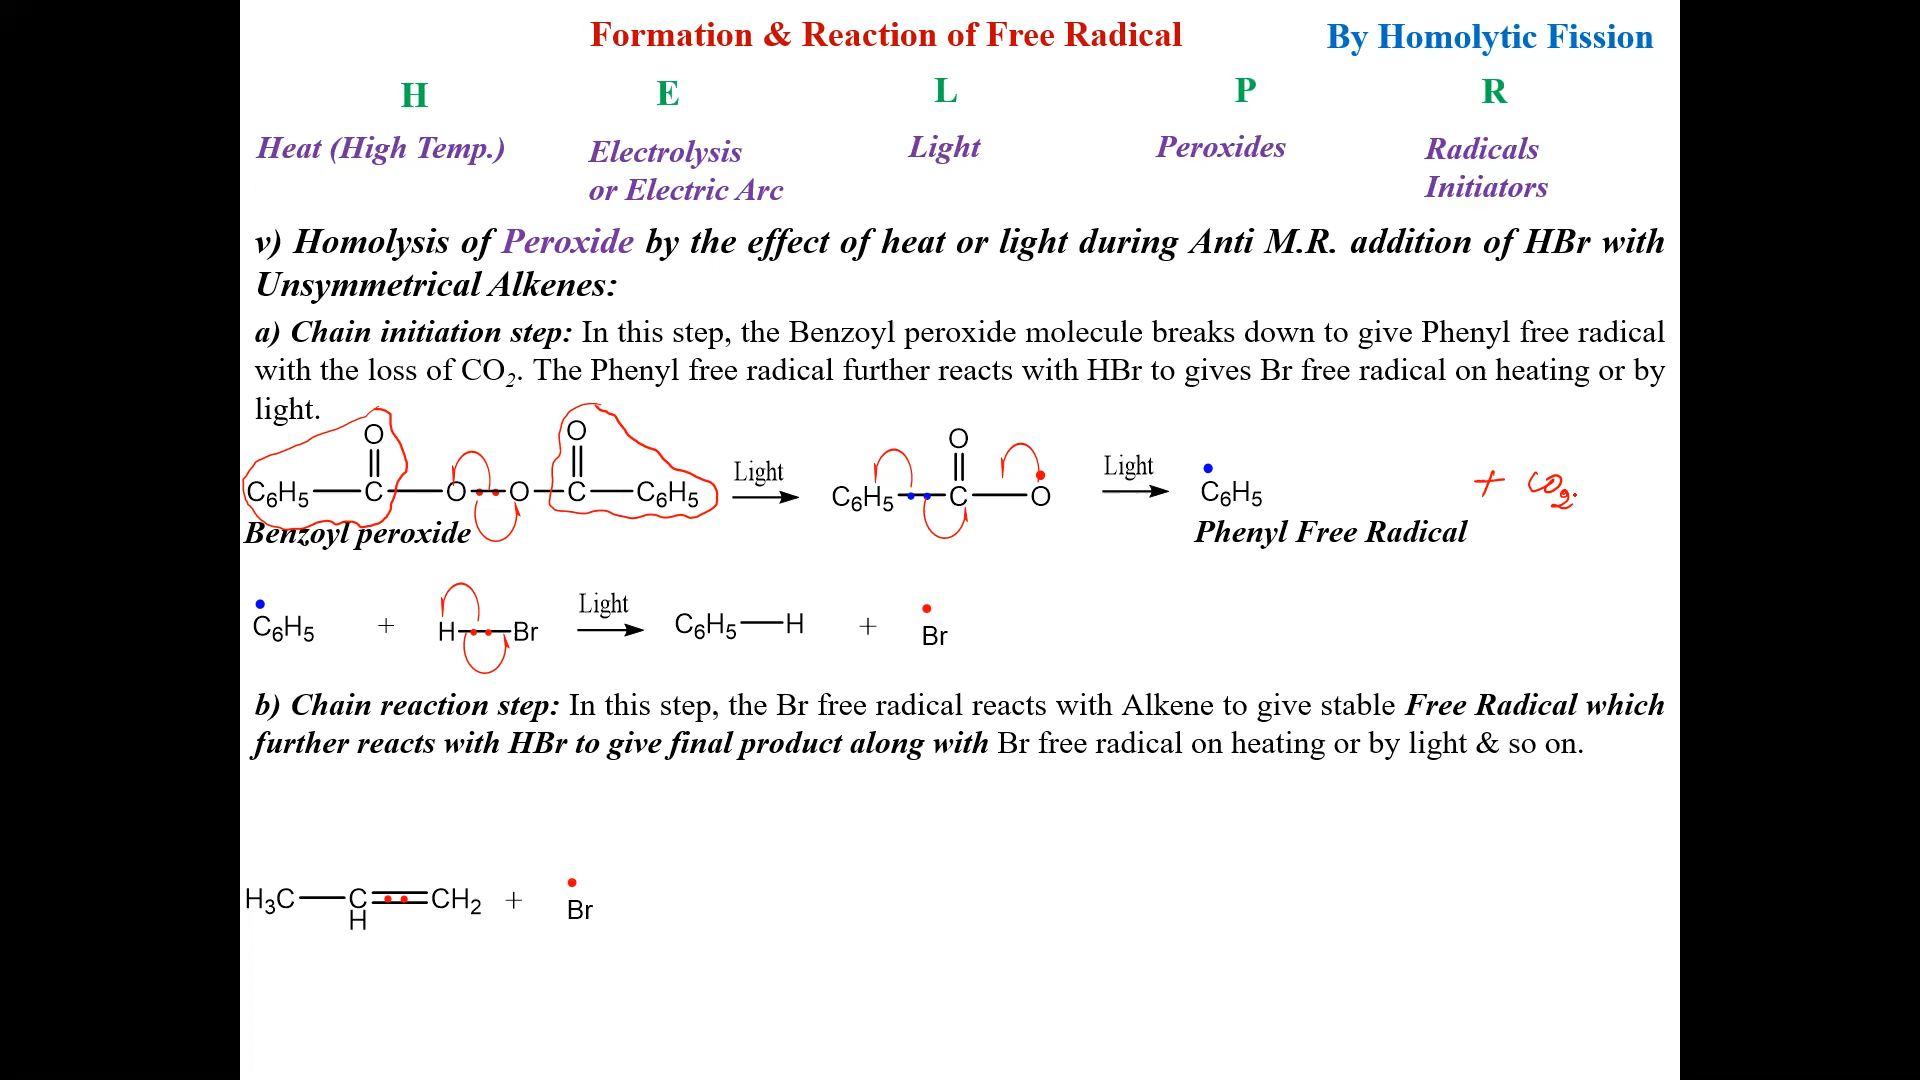 Formation & Reaction of Free Radical By Homolytic Fission
H E L P R
Heat (High Temp.) Electrolysis or Electric Arc Light Peroxides Radicals Initiators
v) Homolysis of Peroxide by the effect of heat or light during Anti M.R. addition of HBr with
Unsymmetrical Alkenes:
a) Chain initiation step: In this step, the Benzoyl peroxide molecule breaks down to give Phenyl free radical
with the loss of CO₂. The Phenyl free radical further reacts with HBr to gives Br free radical on heating or by
light.
O O O
C₆H₅ C O O C C₆H₅ Light C₆H₅ C O Light C₆H₅ + CO₂.
Benzoyl peroxide Phenyl Free Radical
C₆H₅ + H Br Light C₆H₅ H + Br
b) Chain reaction step: In this step, the Br free radical reacts with Alkene to give stable Free Radical which
further reacts with HBr to give final product along with Br free radical on heating or by light & so on.
H₃C C CH₂ + Br
H